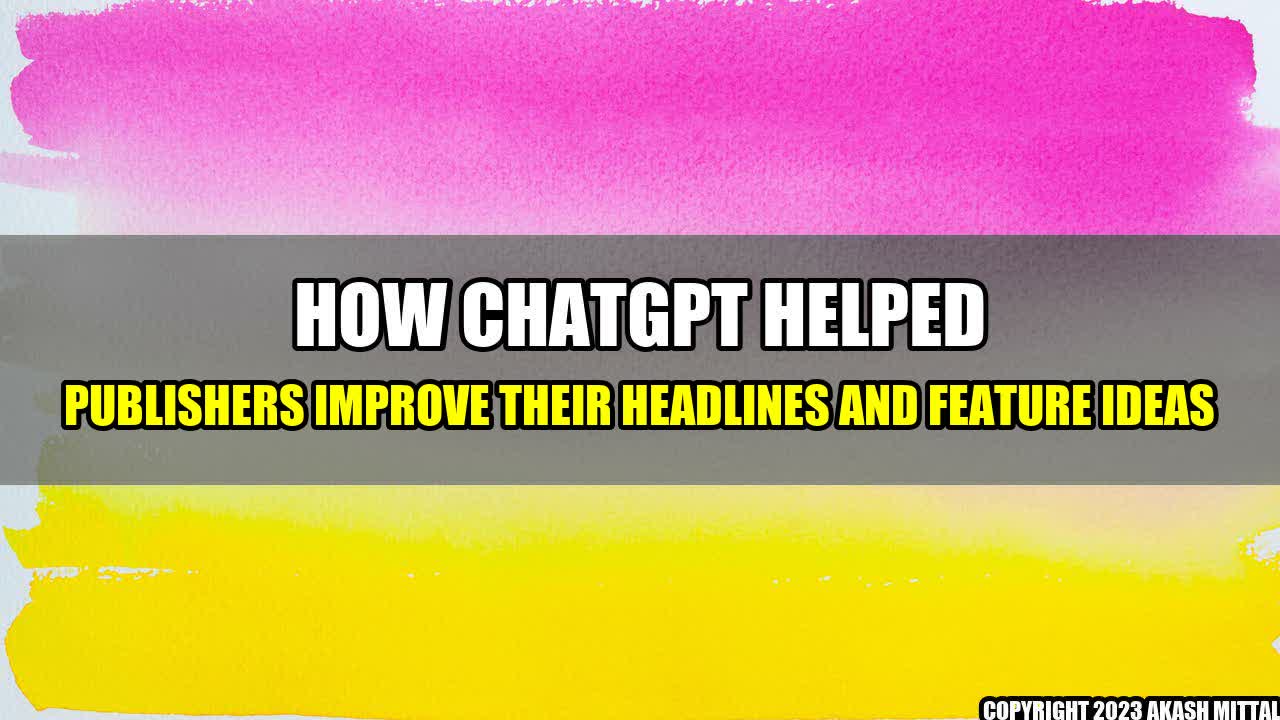 HOW CHATGPT HELPED
PUBLISHERS IMPROVE THEIR HEADLINES AND FEATURE IDEAS
COPYRIGHT 2023 AKASH MITTAL